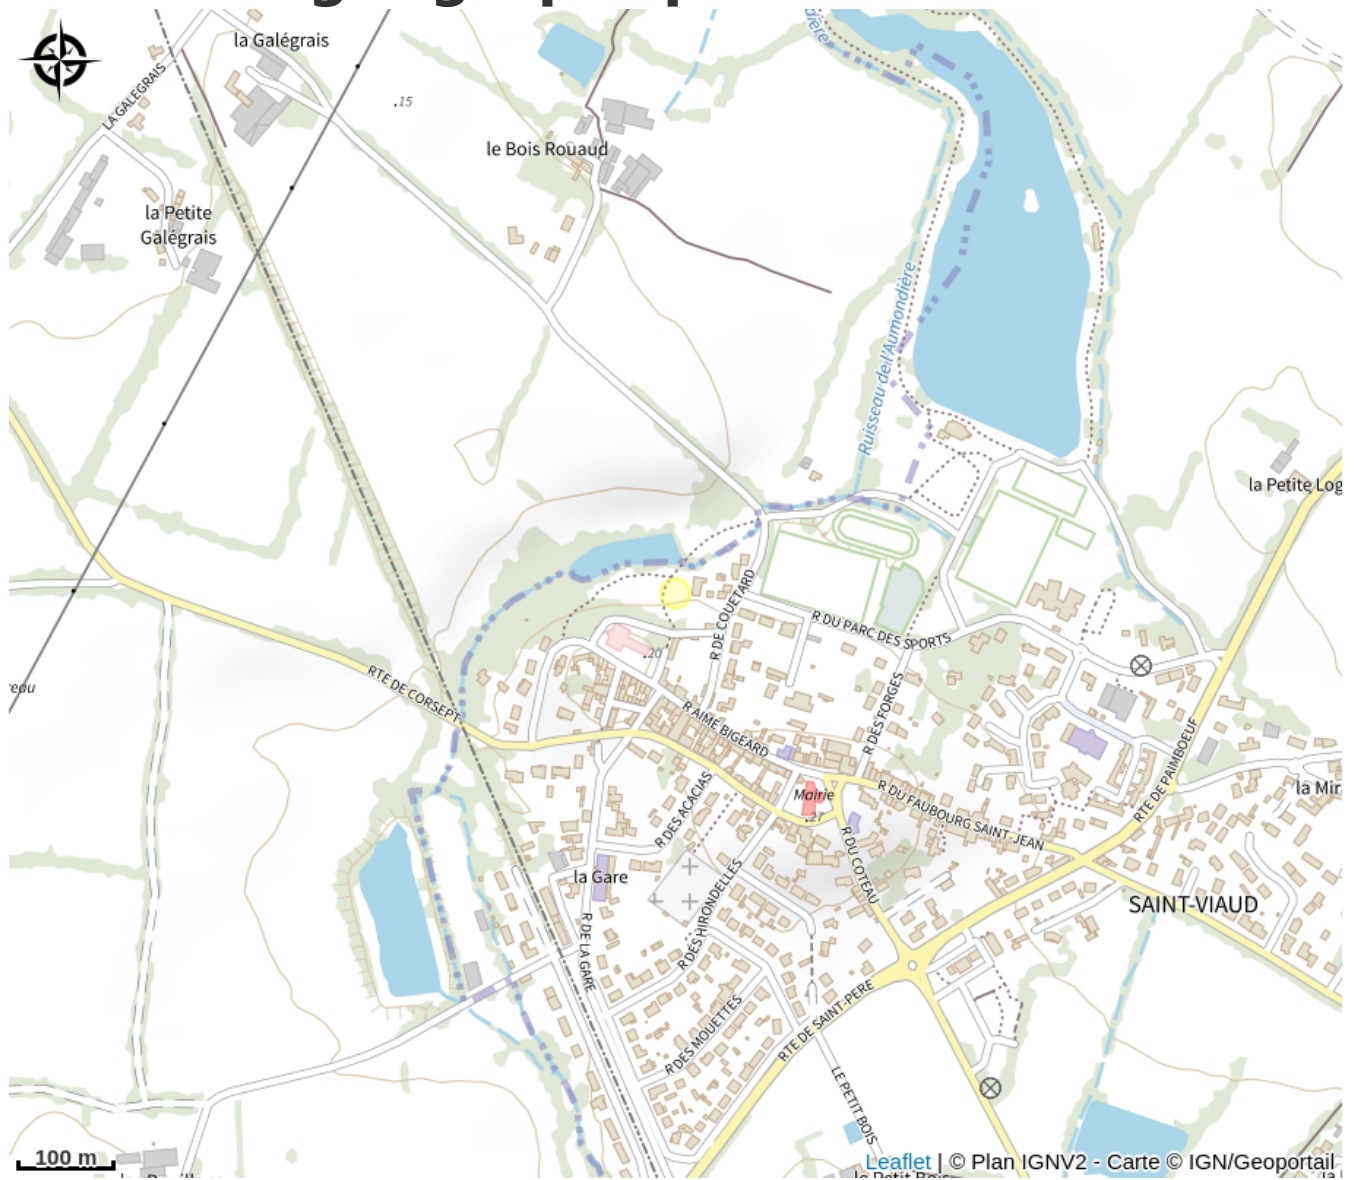 la Galégrais
LA GALEGRAIS
.15
le Bois Rouaud
la Petite
Galégrais
Ruisseau de l'Aumondière
la Petite Log
R DE COUETARD
R DU PARC DES SPORTS
.20
RTE DE CORSEPT
R AIME BIGEARD
R DES FORGES
RTE DE PAIMBOEUF
la Mir
Mairie
.27
R DES ACACIAS
R DU FAUBOURG SAINT-JEAN
R DU COTEAU
la Gare
R DES HIRONDELLES
SAINT-VIAUD
R DE LA GARE
R DES MOUETTES
RTE DE SAINT-PERE
LE PETIT BOIS
100 m
Leaflet | © Plan IGNV2 - Carte © IGN/Geoportail